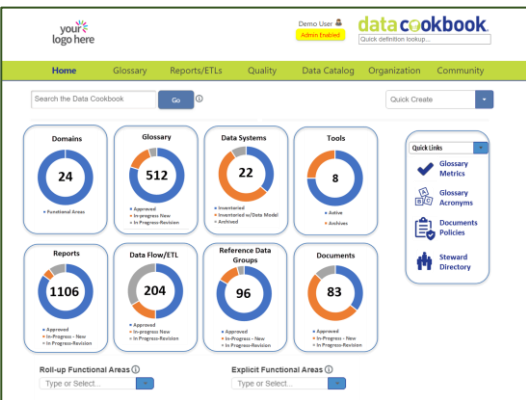 your
logo here
Demo User
Admin Enabled
data cookbook
Quick definition lookup...
Home Glossary Reports/ETLs Quality Data Catalog Organization Community
Search the Data Cookbook
Go
Quick Create
Domains
24
Functional Areas
Glossary
512
Approved
In-progress New
In Progress-Revision
Data Systems
22
Inventoried
Inventoried w/Data Model
Archived
Tools
8
Active
Archives
Quick Links
Glossary
Metrics
Glossary
Acronyms
Documents
Policies
Steward
Directory
Reports
1106
Approved
In-Progress - New
In Progress-Revision
Data Flow/ETL
204
Approved
In-progress New
In Progress-Revision
Reference Data
Groups
96
Approved
In-Progress - New
In Progress-Revision
Documents
83
Approved
In-Progress - New
In Progress-Revision
Roll-up Functional Areas
Type or Select...
Explicit Functional Areas
Type or Select...